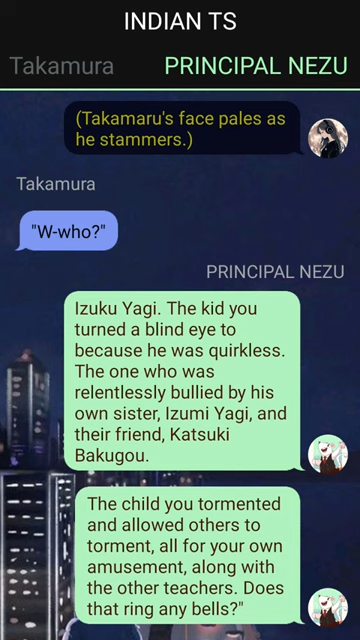 INDIAN TS
Takamura PRINCIPAL NEZU
(Takamaru's face pales as
he stammers.)
Takamura
"W-who?"
PRINCIPAL NEZU
Izuku Yagi. The kid you
turned a blind eye to
because he was quirkless.
The one who was
relentlessly bullied by his
own sister, Izumi Yagi, and
their friend, Katsuki
Bakugou.
The child you tormented
and allowed others to
torment, all for your own
amusement, along with
the other teachers. Does
that ring any bells?"